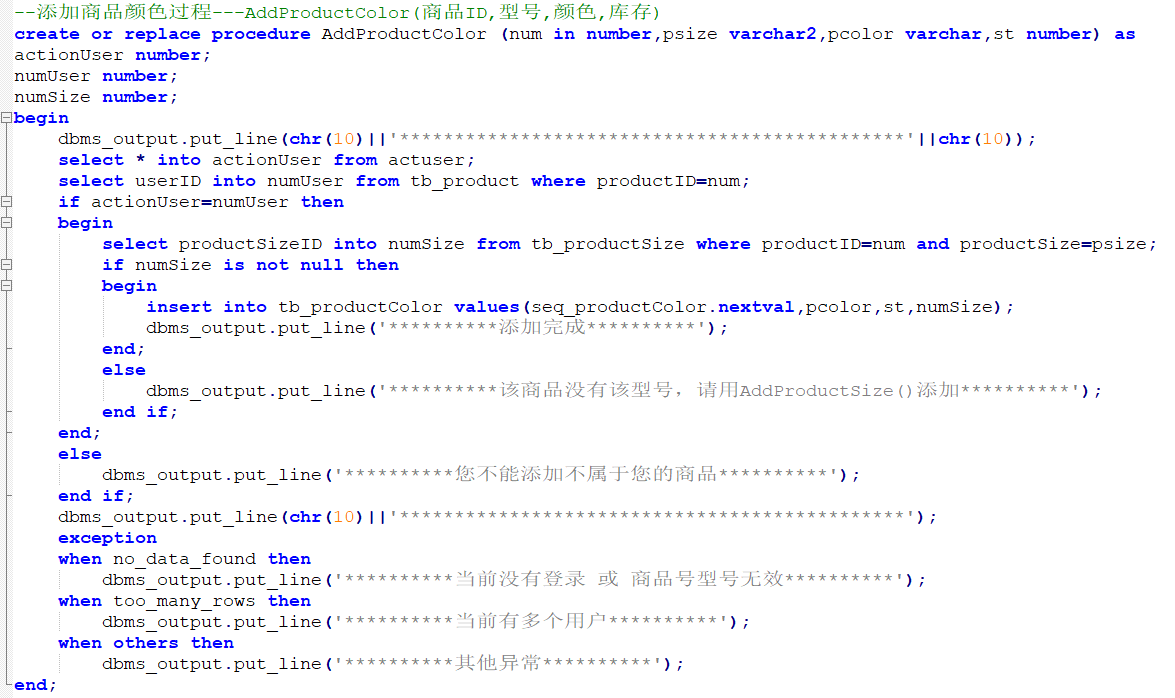 --添加商品颜色过程---AddProductColor(商品ID,型号,颜色,库存)
create or replace procedure AddProductColor (num in number,psize varchar2,pcolor varchar,st number) as
actionUser number;
numUser number;
numSize number;
begin
    dbms_output.put_line(chr(10)||'**********************************************'||chr(10));
    select * into actionUser from actuser;
    select userID into numUser from tb_product where productID=num;
    if actionUser=numUser then
    begin
        select productSizeID into numSize from tb_productSize where productID=num and productSize=psize;
        if numSize is not null then
        begin
            insert into tb_productColor values(seq_productColor.nextval,pcolor,st,numSize);
            dbms_output.put_line('**********添加完成**********');
        end;
        else
            dbms_output.put_line('**********该商品没有该型号，请用AddProductSize()添加**********');
        end if;
    end;
    else
        dbms_output.put_line('**********您不能添加不属于您的商品**********');
    end if;
    dbms_output.put_line(chr(10)||'**********************************************');
    exception
    when no_data_found then
        dbms_output.put_line('**********当前没有登录 或 商品号型号无效**********');
    when too_many_rows then
        dbms_output.put_line('**********当前有多个用户**********');
    when others then
        dbms_output.put_line('**********其他异常**********');
end;